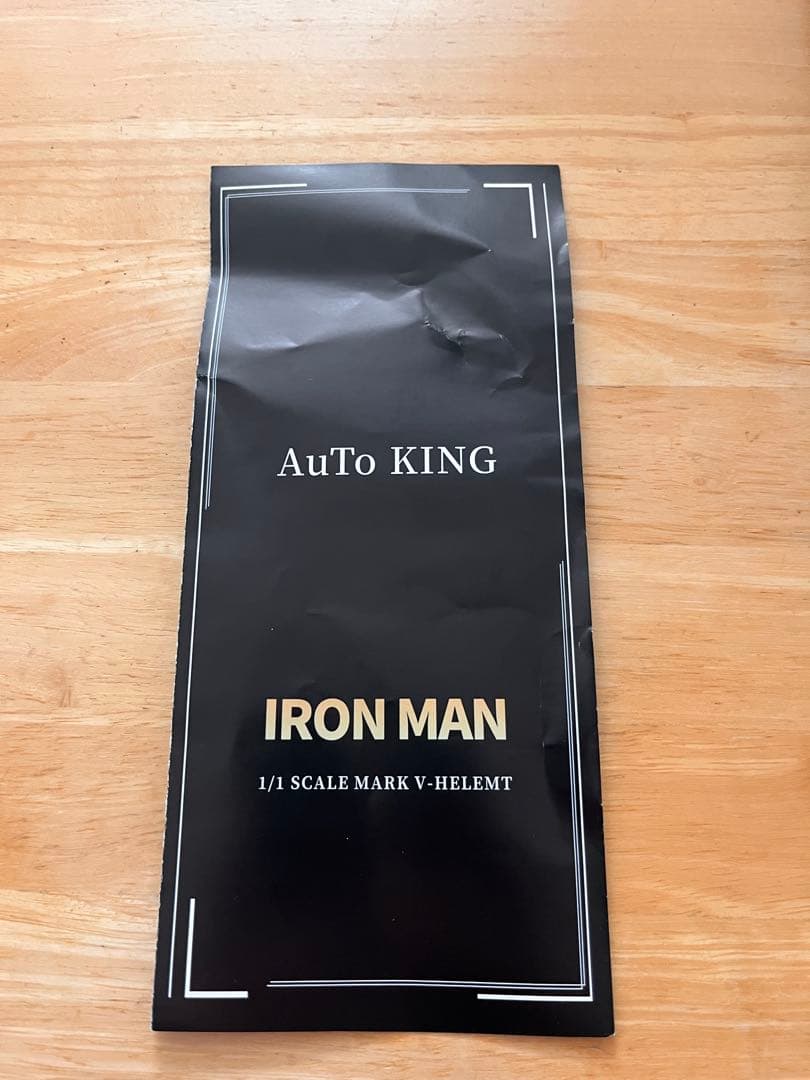 AuTo KING
IRON MAN
1/1 SCALE MARK V-HELEMT